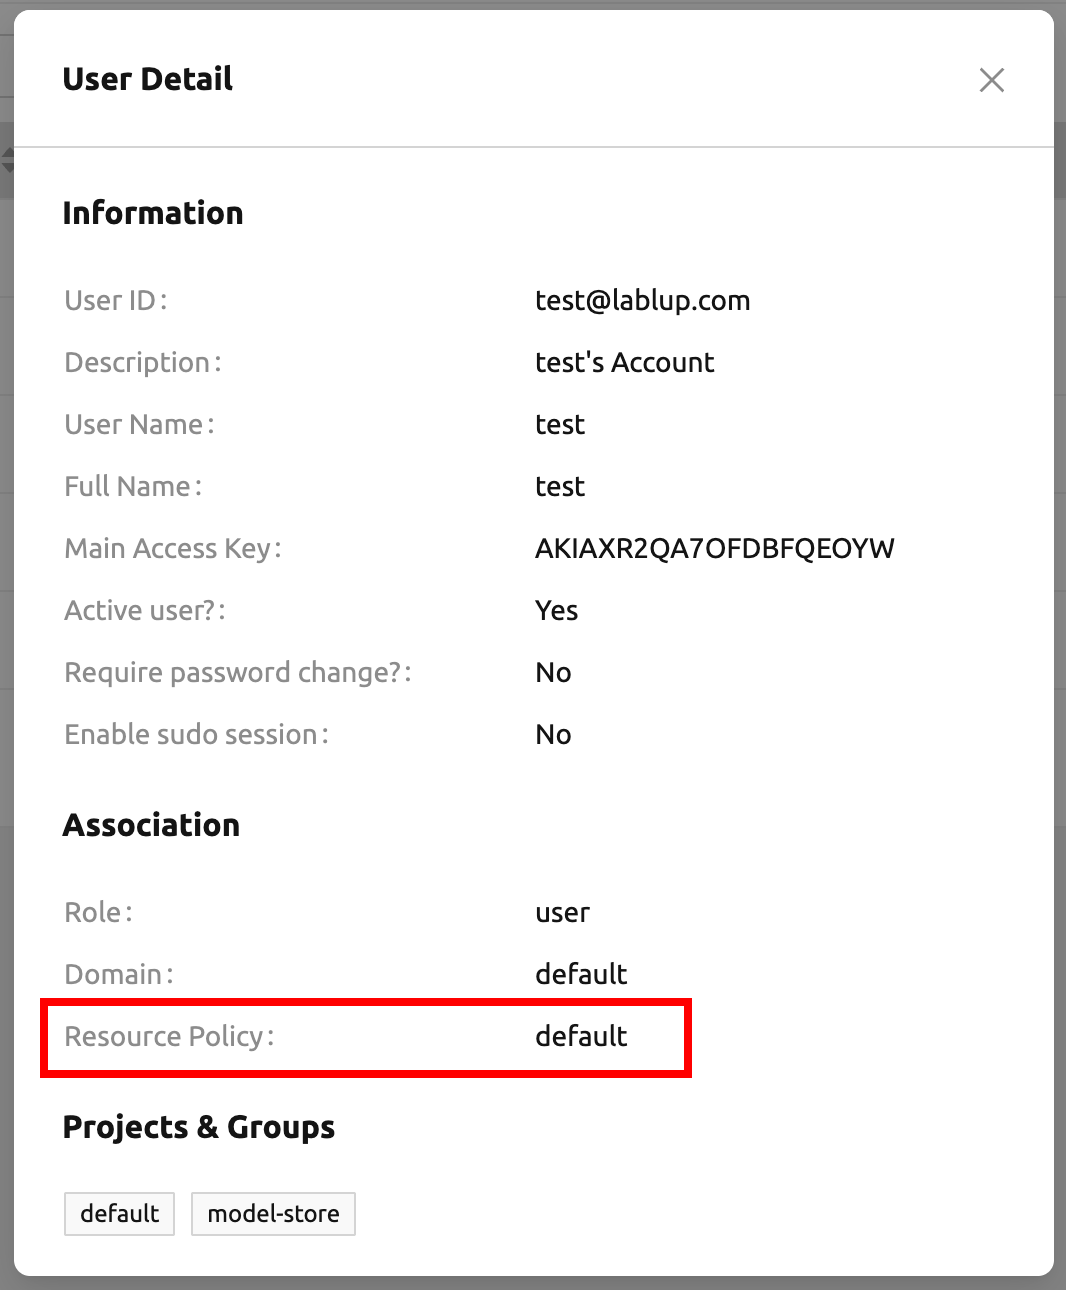 User Detail
Information
User ID: test@lablup.com
Description: test's Account
User Name: test
Full Name: test
Main Access Key: AKIAXR2QA7OFDBFQEOYW
Active user?: Yes
Require password change?: No
Enable sudo session: No
Association
Role: user
Domain: default
Resource Policy: default
Projects & Groups
default model-store